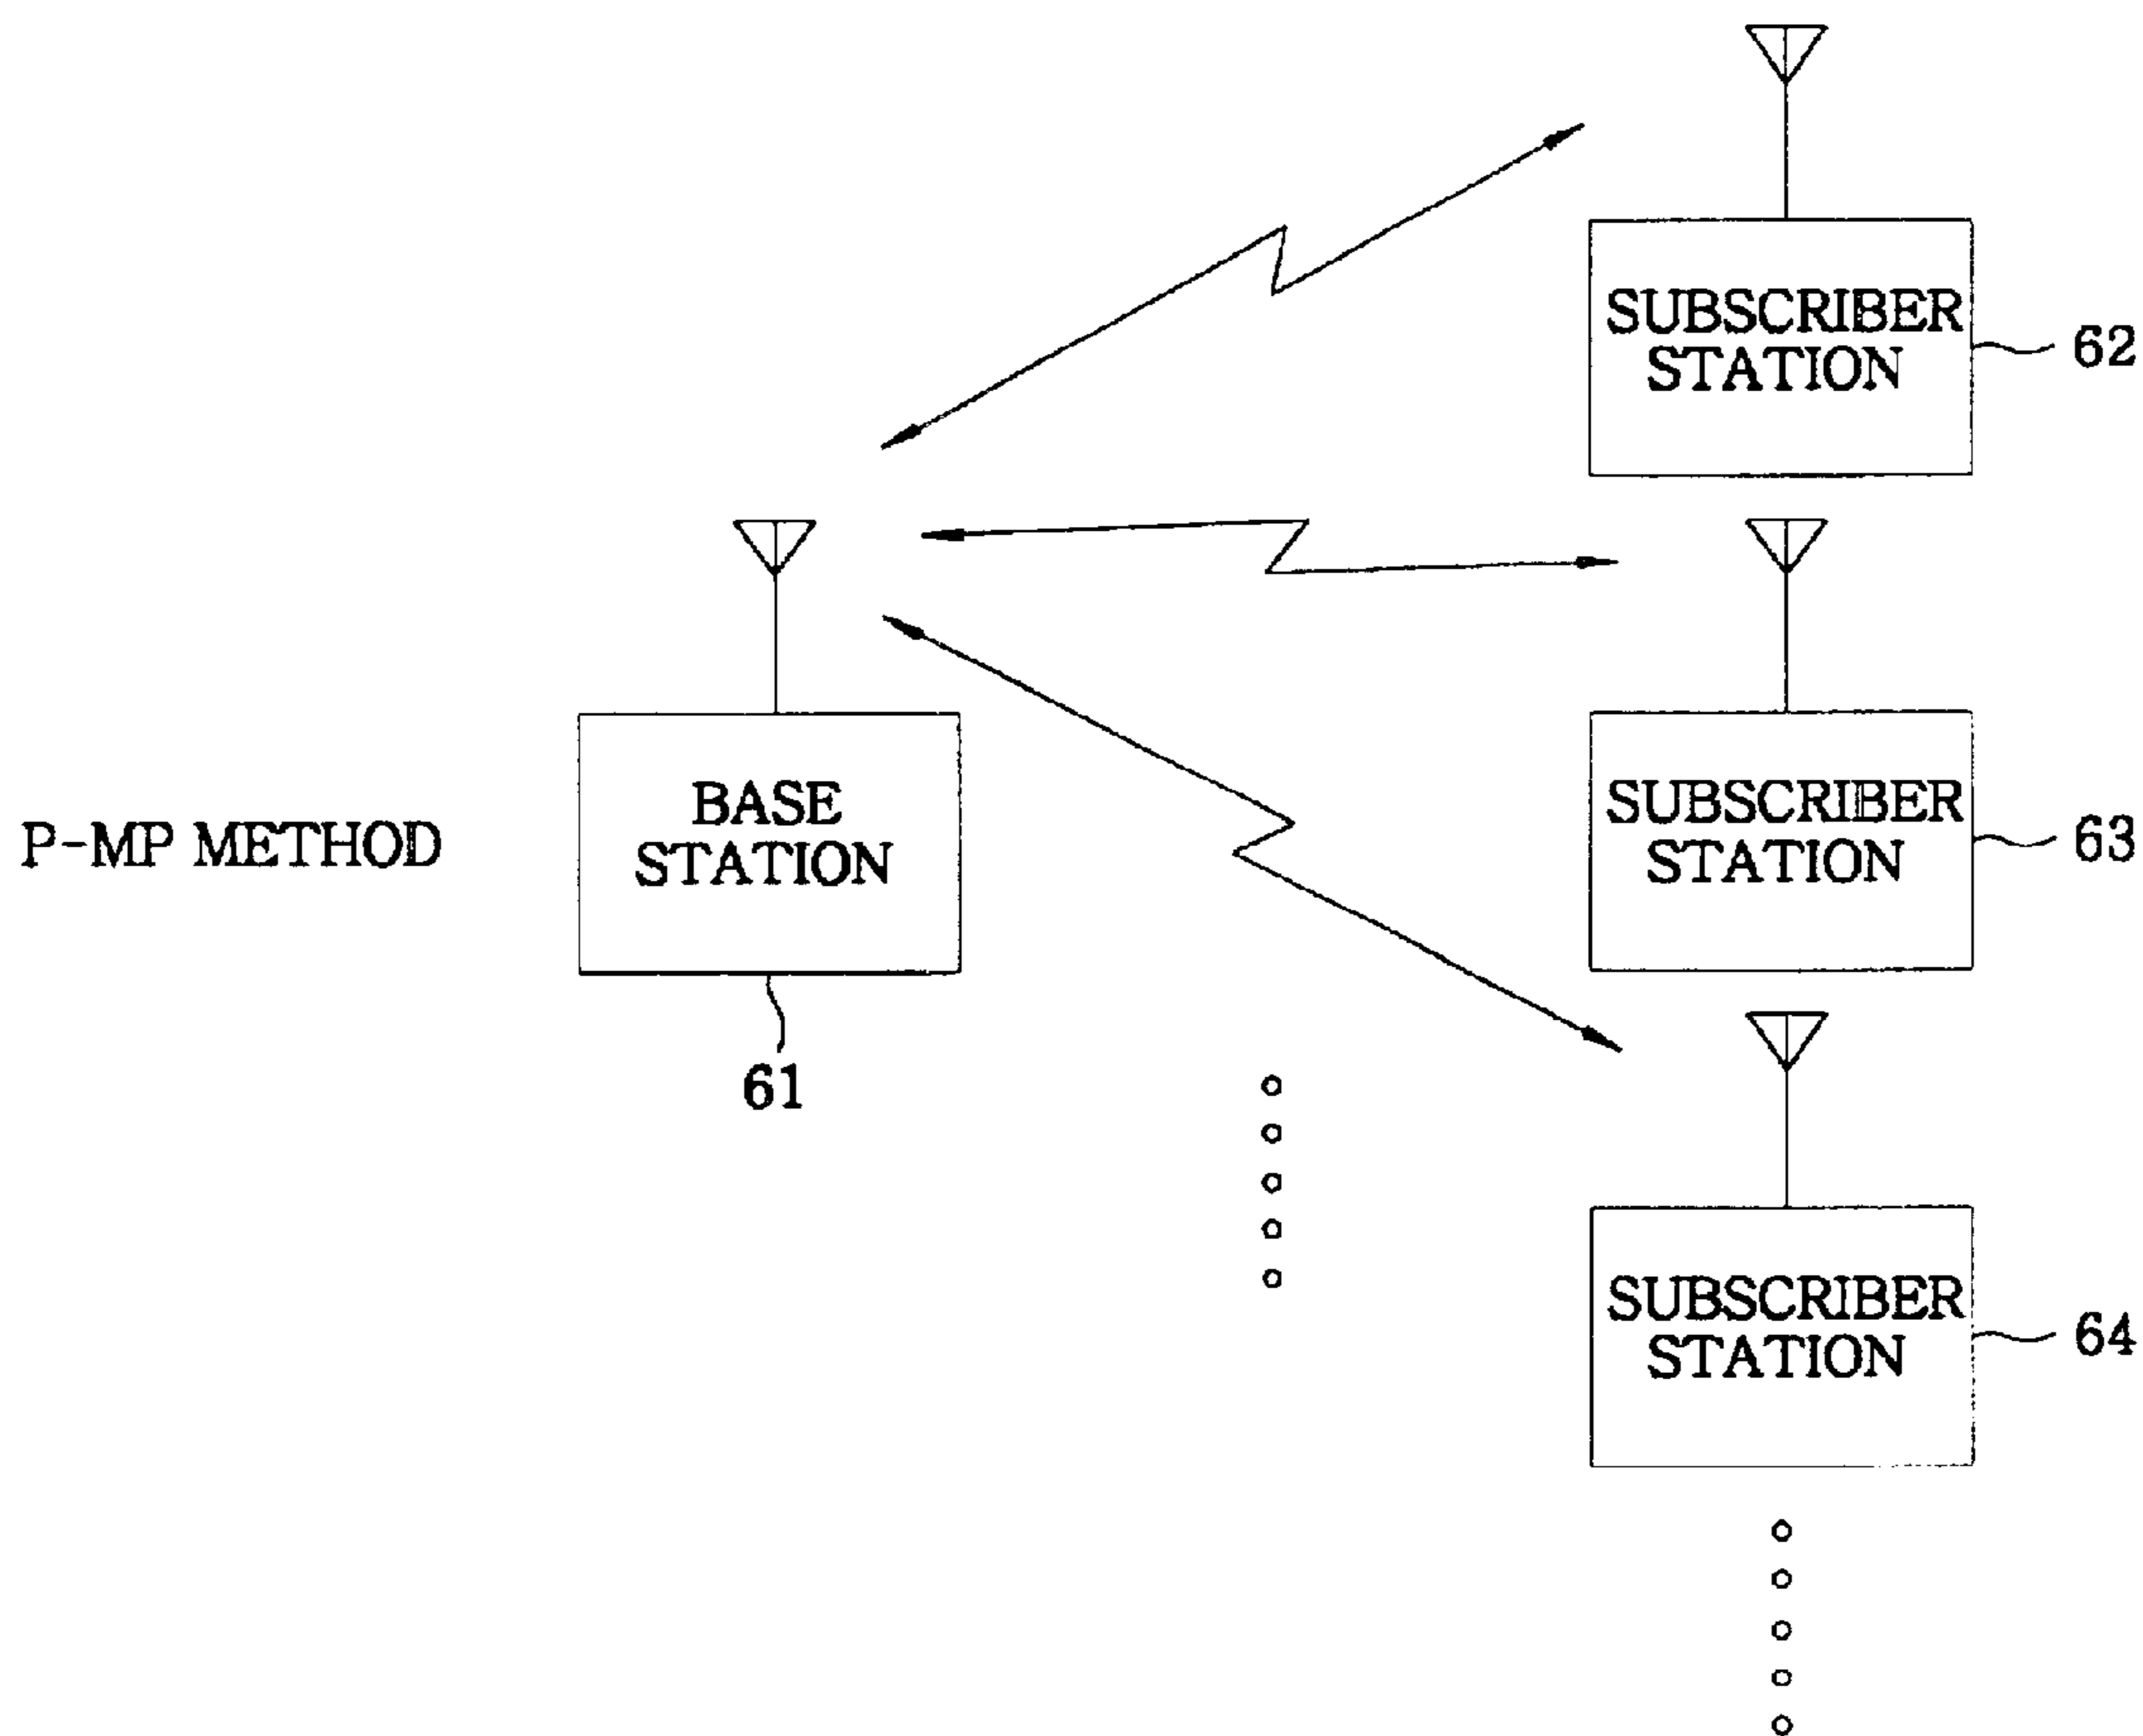 SUBSCRIBER
STATION
62
P-MP METHOD
BASE
STATION
61
SUBSCRIBER
STATION
63
SUBSCRIBER
STATION
64